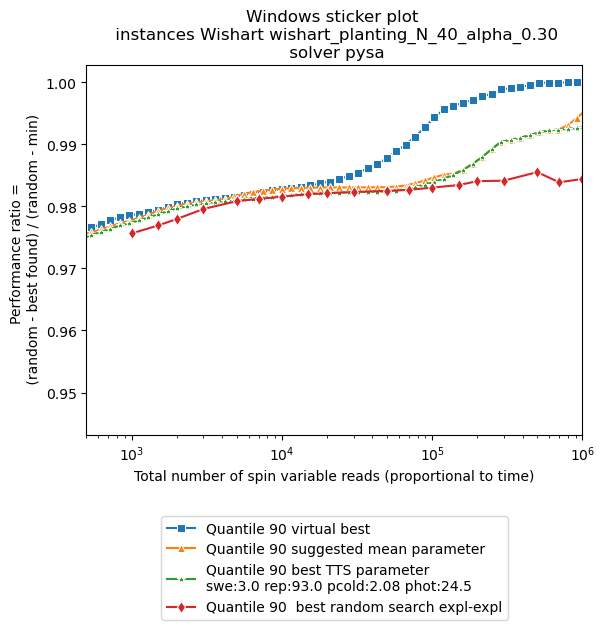 Windows sticker plot
instances Wishart wishart_planting_N_40_alpha_0.30
solver pysa
Performance ratio =
(random - best found) / (random - min)
1.00
0.99
0.98
0.97
0.96
0.95
10³
10⁴
10⁵
10⁶
Total number of spin variable reads (proportional to time)
Quantile 90 virtual best
Quantile 90 suggested mean parameter
Quantile 90 best TTS parameter
swe:3.0 rep:93.0 pcold:2.08 phot:24.5
Quantile 90  best random search expl-expl